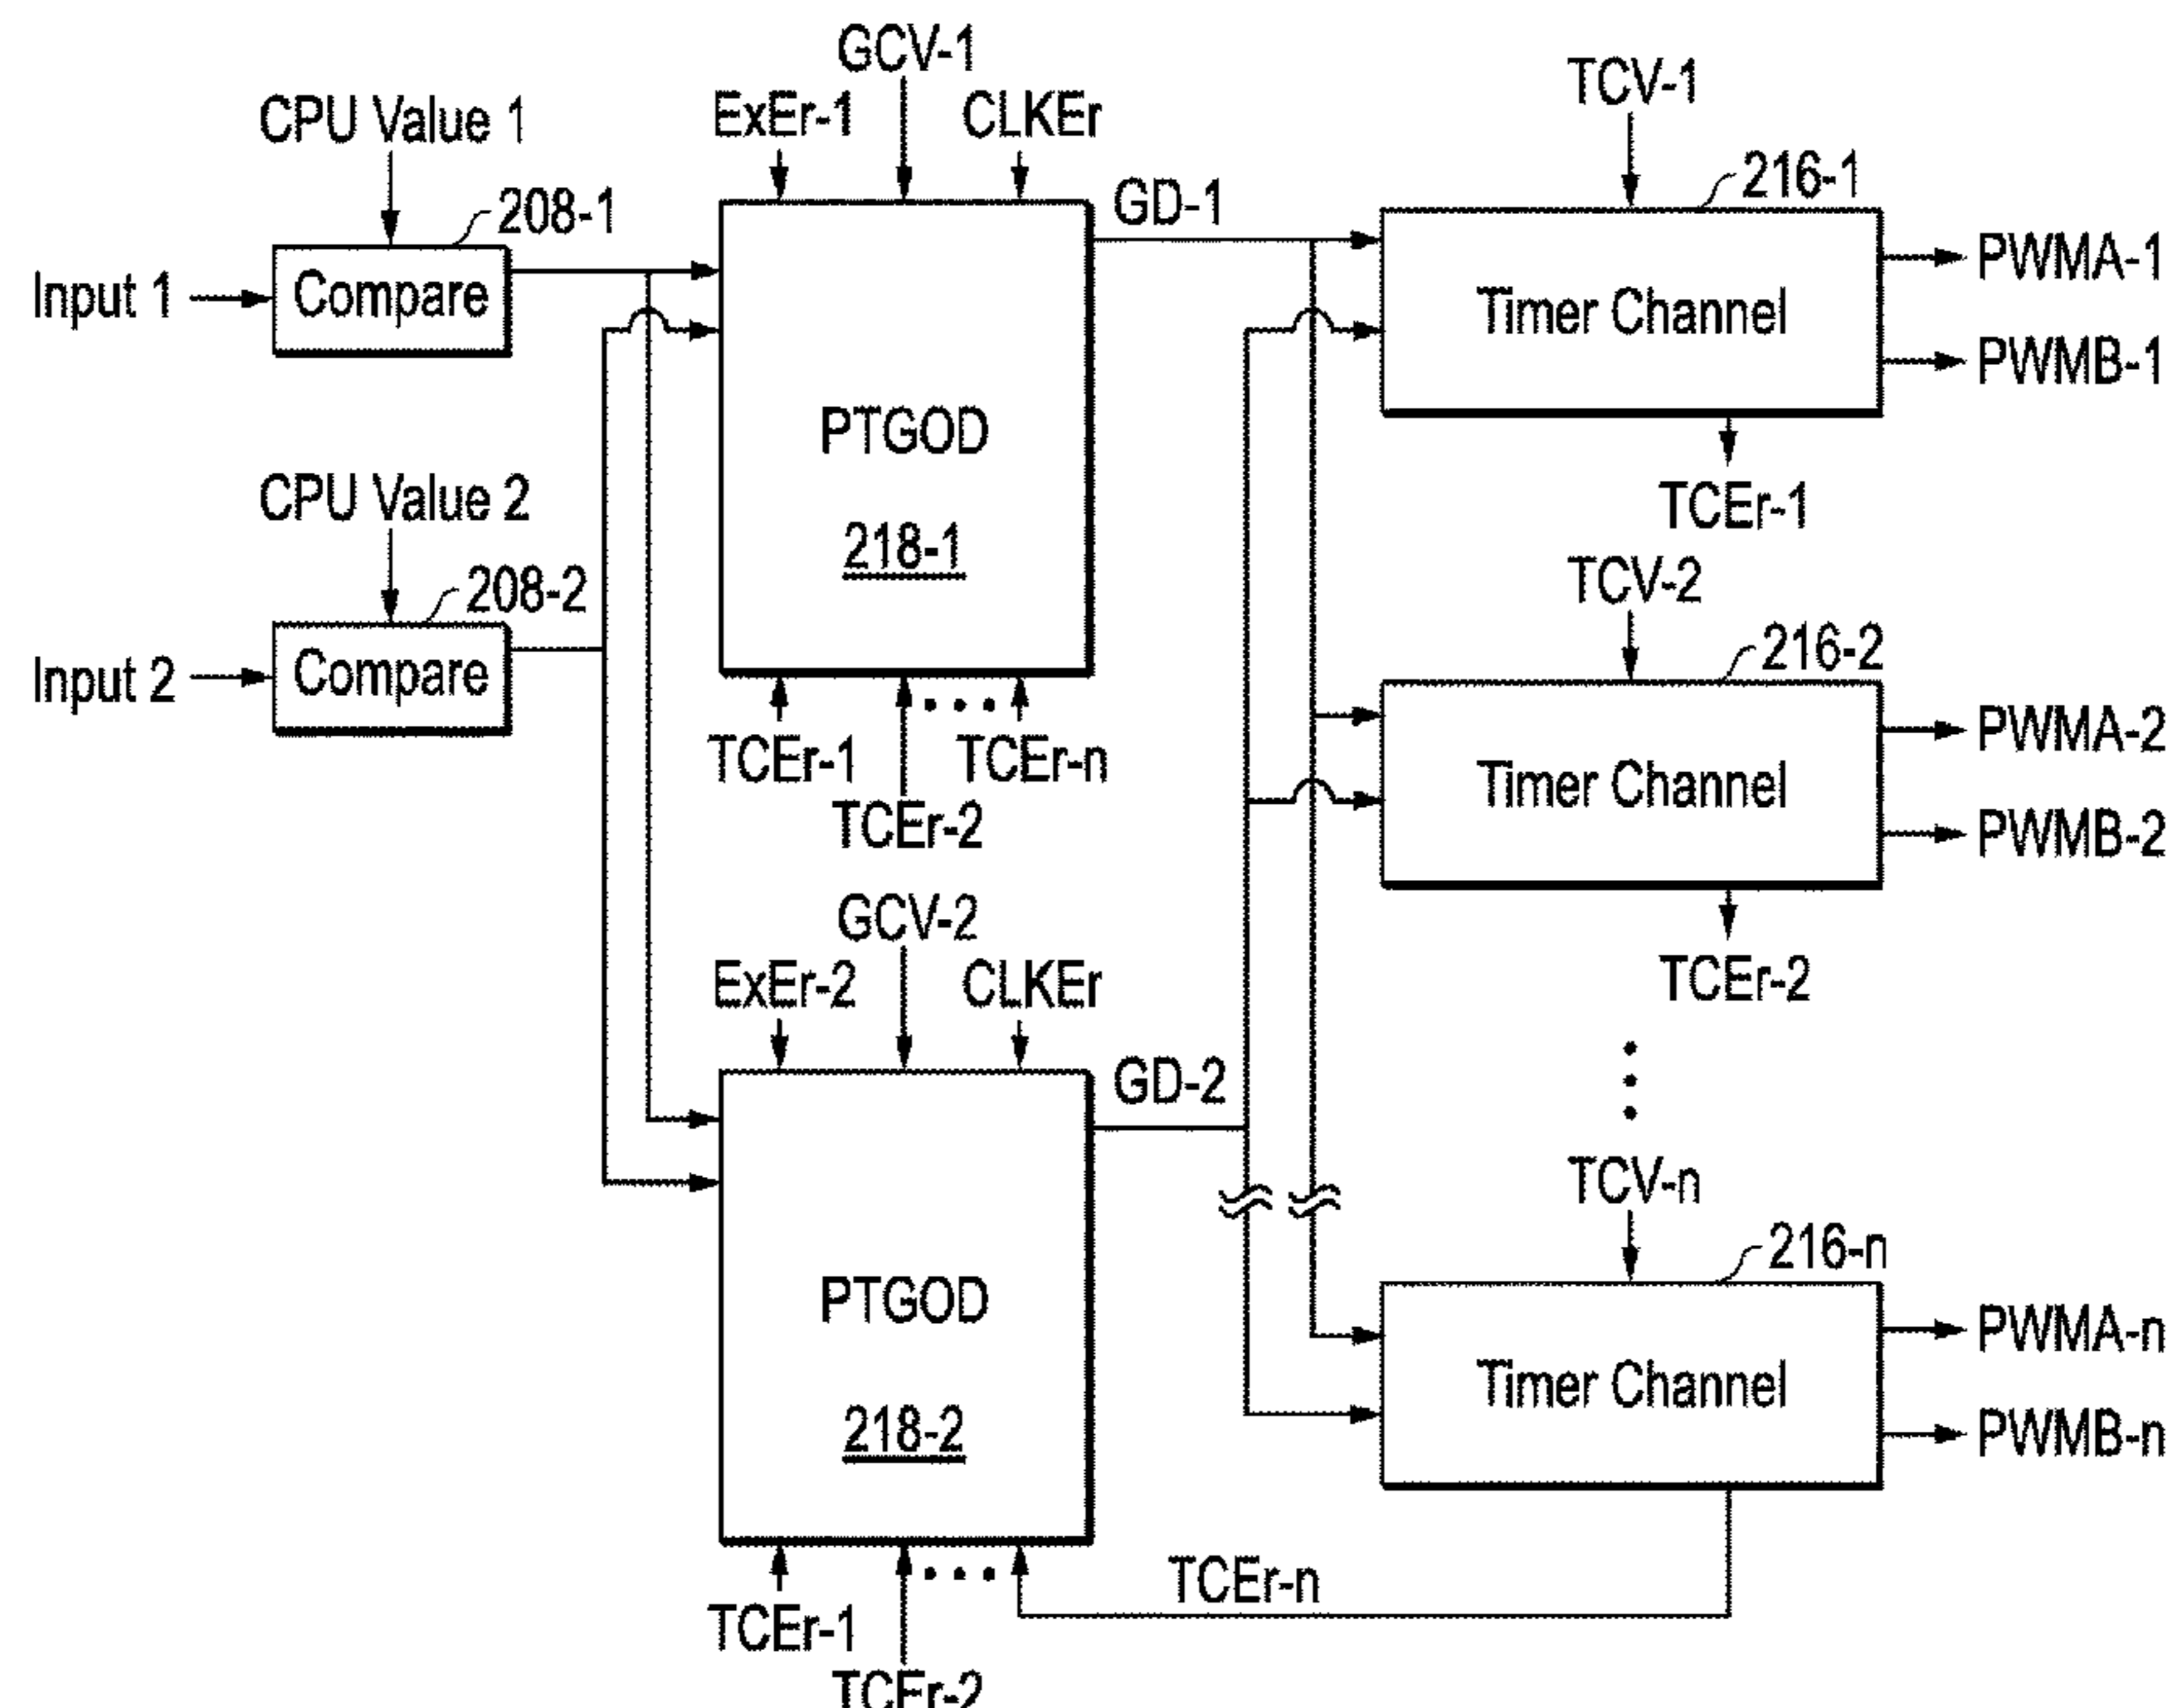 GCV-1
ExEr-1
CLKEr
TCV-1
CPU Value 1
208-1
GD-1
216-1
Input 1
Compare
Timer Channel
PWMA-1
PWMB-1
PTGOD
218-1
TCEr-1
CPU Value 2
208-2
TCV-2
216-2
Input 2
Compare
TCEr-1
TCEr-n
TCEr-2
Timer Channel
PWMA-2
PWMB-2
TCEr-2
GCV-2
ExEr-2
CLKEr
GD-2
TCV-n
216-n
PTGOD
218-2
Timer Channel
PWMA-n
PWMB-n
TCEr-n
TCEr-1
TCEr-2